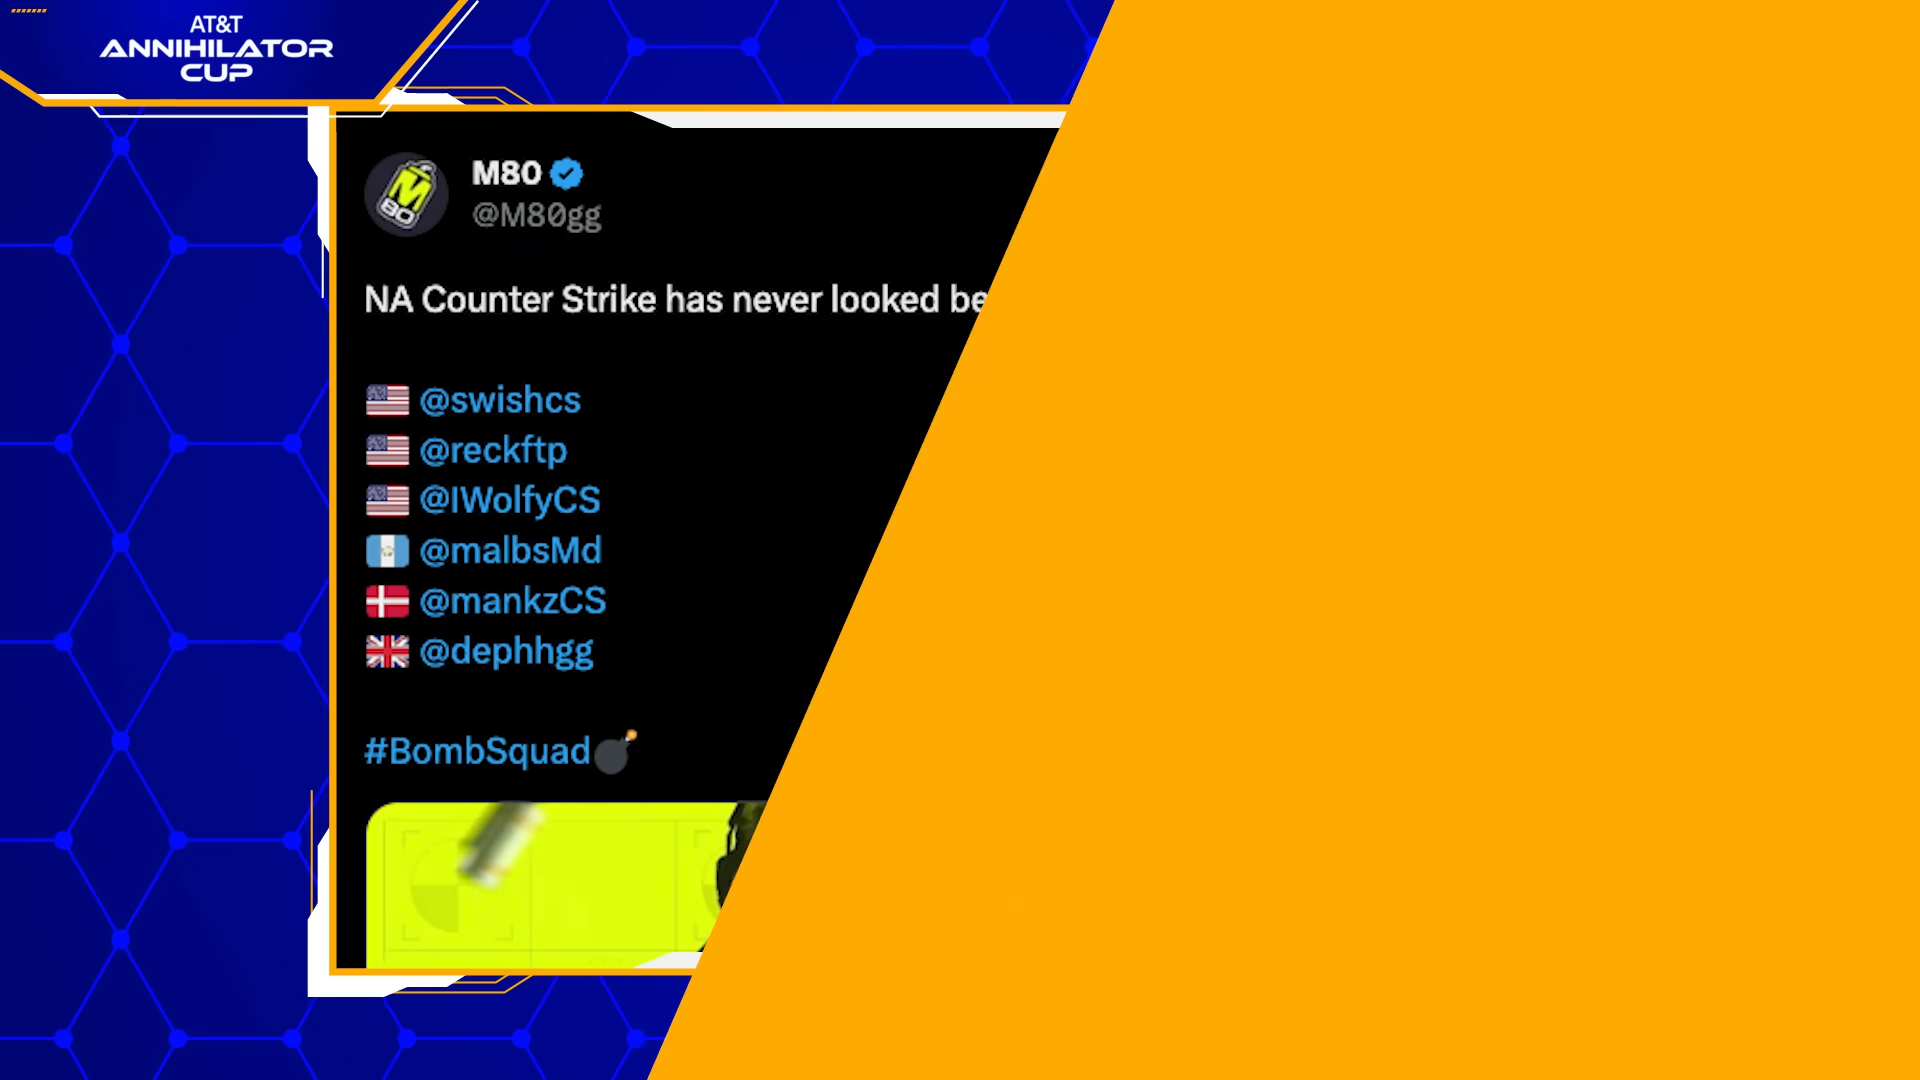 AT&T
ANNIHILATOR
CUP
M80
@M80gg
NA Counter Strike has never looked be
@swishcs
@reckftp
@IWolfyCS
@malbsMd
@mankzCS
@dephhgg
#BombSquad